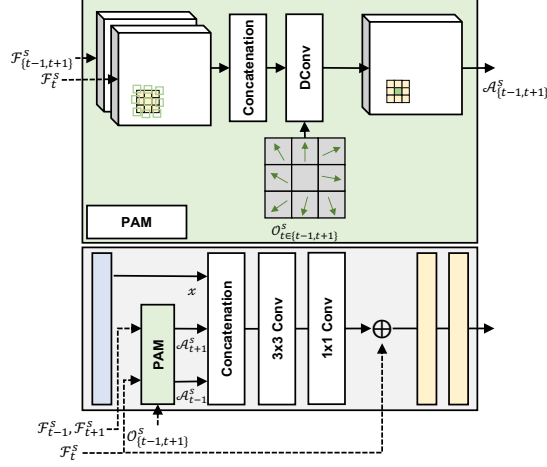 ℱ^s_{t-1,t+1}
ℱ^s_t
Concatenation
DConv
𝒜^s_{t-1,t+1}
PAM
𝒪^s_{t∈{t-1,t+1}}
x
PAM
𝒜^s_{t+1}
𝒜^s_{t-1}
Concatenation
3x3 Conv
1x1 Conv
ℱ^s_{t-1}, ℱ^s_{t+1}
𝒪^s_{t-1,t+1}
ℱ^s_t